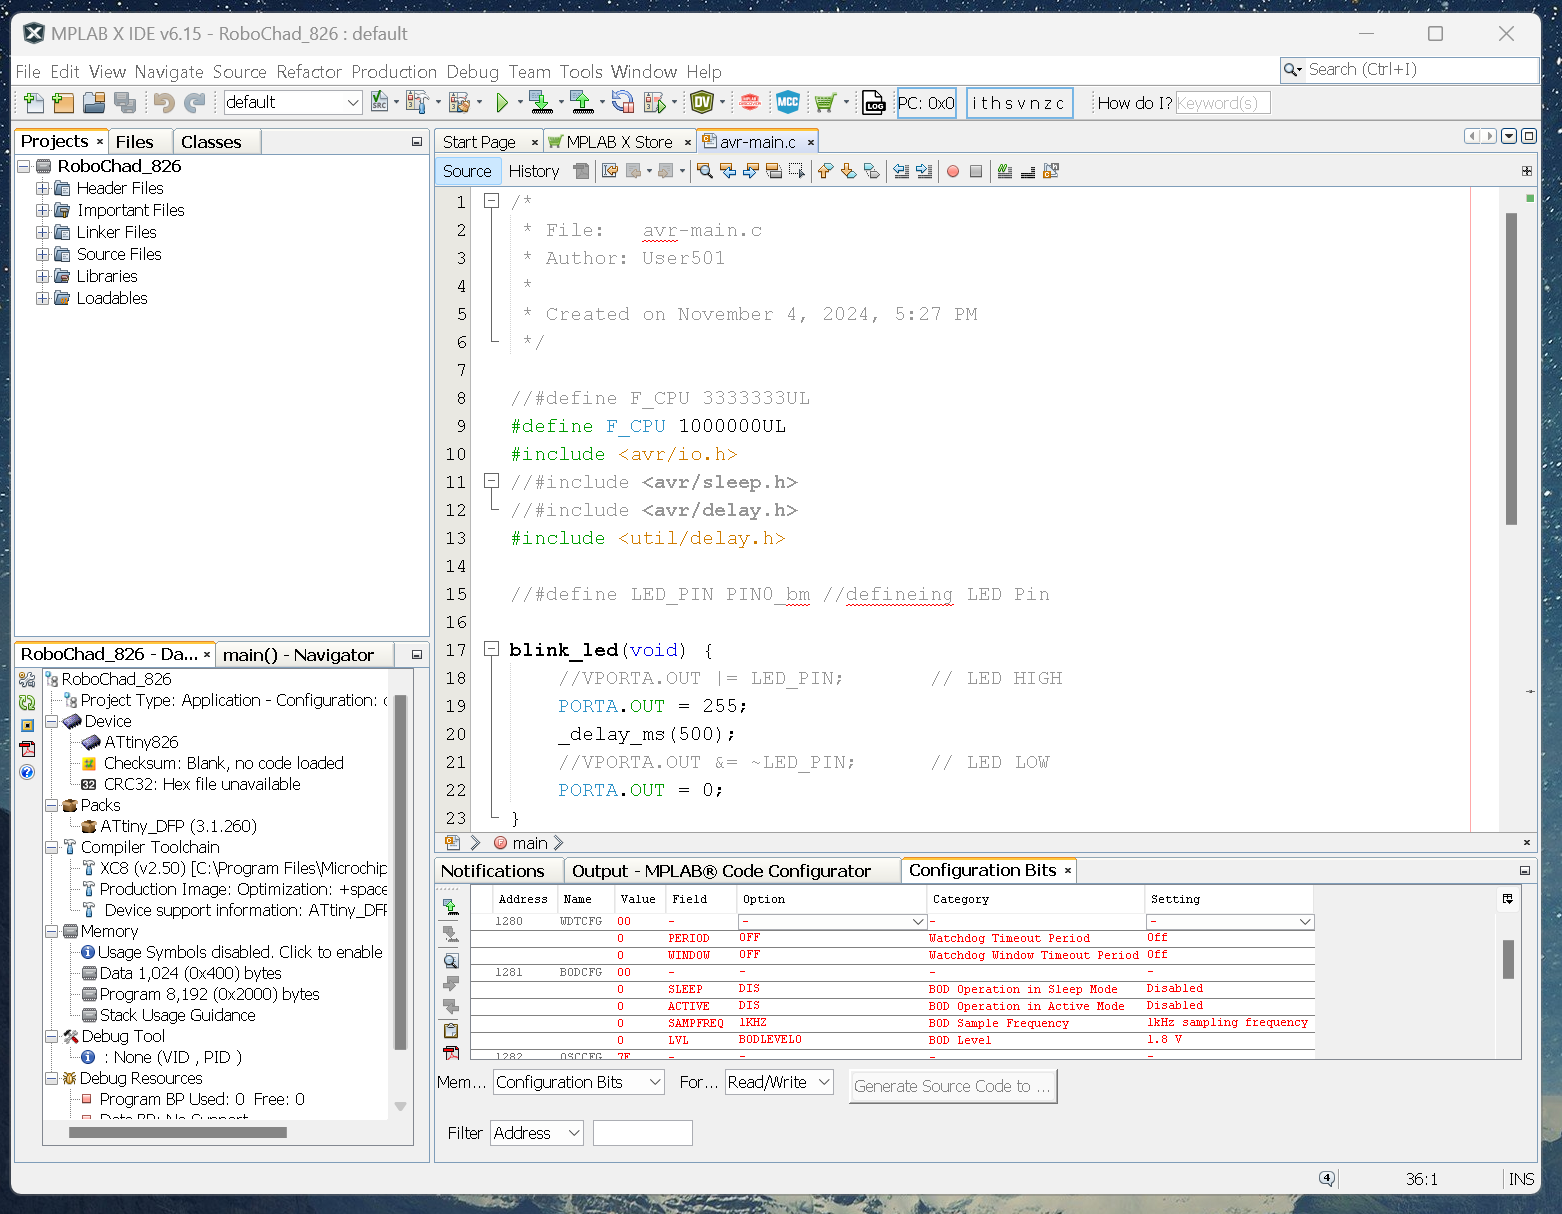 MPLAB X IDE v6.15 - RoboChad_826 : default
File Edit View Navigate Source Refactor Production Debug Team Tools Window Help
Search (Ctrl+I)
default
PC: 0x0
i t h s v n z c
How do I?
Keyword(s)
Projects
Files
Classes
RoboChad_826
Header Files
Important Files
Linker Files
Source Files
Libraries
Loadables
RoboChad_826 - Da...
main() - Navigator
RoboChad_826
Project Type: Application - Configuration:
Device
ATtiny826
Checksum: Blank, no code loaded
CRC32: Hex file unavailable
Packs
ATtiny_DFP (3.1.260)
Compiler Toolchain
XC8 (v2.50) [C:\Program Files\Microchip
Production Image: Optimization: +space
Device support information: ATtiny_DFP
Memory
Usage Symbols disabled. Click to enable
Data 1,024 (0x400) bytes
Program 8,192 (0x2000) bytes
Stack Usage Guidance
Debug Tool
: None (VID , PID )
Debug Resources
Program BP Used: 0 Free: 0
Data BP: No Support
Start Page
MPLAB X Store
avr-main.c
Source
History
1 /*
2 * File:   avr-main.c
3 * Author: User501
4 *
5 * Created on November 4, 2024, 5:27 PM
6 */
7
8 //#define F_CPU 3333333UL
9 #define F_CPU 1000000UL
10 #include <avr/io.h>
11 //#include <avr/sleep.h>
12 //#include <avr/delay.h>
13 #include <util/delay.h>
14
15 //#define LED_PIN PIN0_bm //defineing LED Pin
16
17 blink_led(void) {
18 //VPORTA.OUT |= LED_PIN;       // LED HIGH
19 PORTA.OUT = 255;
20 _delay_ms(500);
21 //VPORTA.OUT &= ~LED_PIN;      // LED LOW
22 PORTA.OUT = 0;
23 }
main
Notifications
Output - MPLAB® Code Configurator
Configuration Bits
Address Name Value Field Option Category Setting
1280 WDTCFG 00 - - - -
0 PERIOD OFF Watchdog Timeout Period Off
0 WINDOW OFF Watchdog Window Timeout Period Off
1281 BODCFG 00 - - - -
0 SLEEP DIS BOD Operation in Sleep Mode Disabled
0 ACTIVE DIS BOD Operation in Active Mode Disabled
0 SAMPFREQ 1KHZ BOD Sample Frequency 1kHz sampling frequency
0 LVL BODLEVEL0 BOD Level 1.8 V
1282 OSCCFG 7E - - - -
Mem...
Configuration Bits
For...
Read/Write
Generate Source Code to ...
Filter
Address
4
36:1
INS